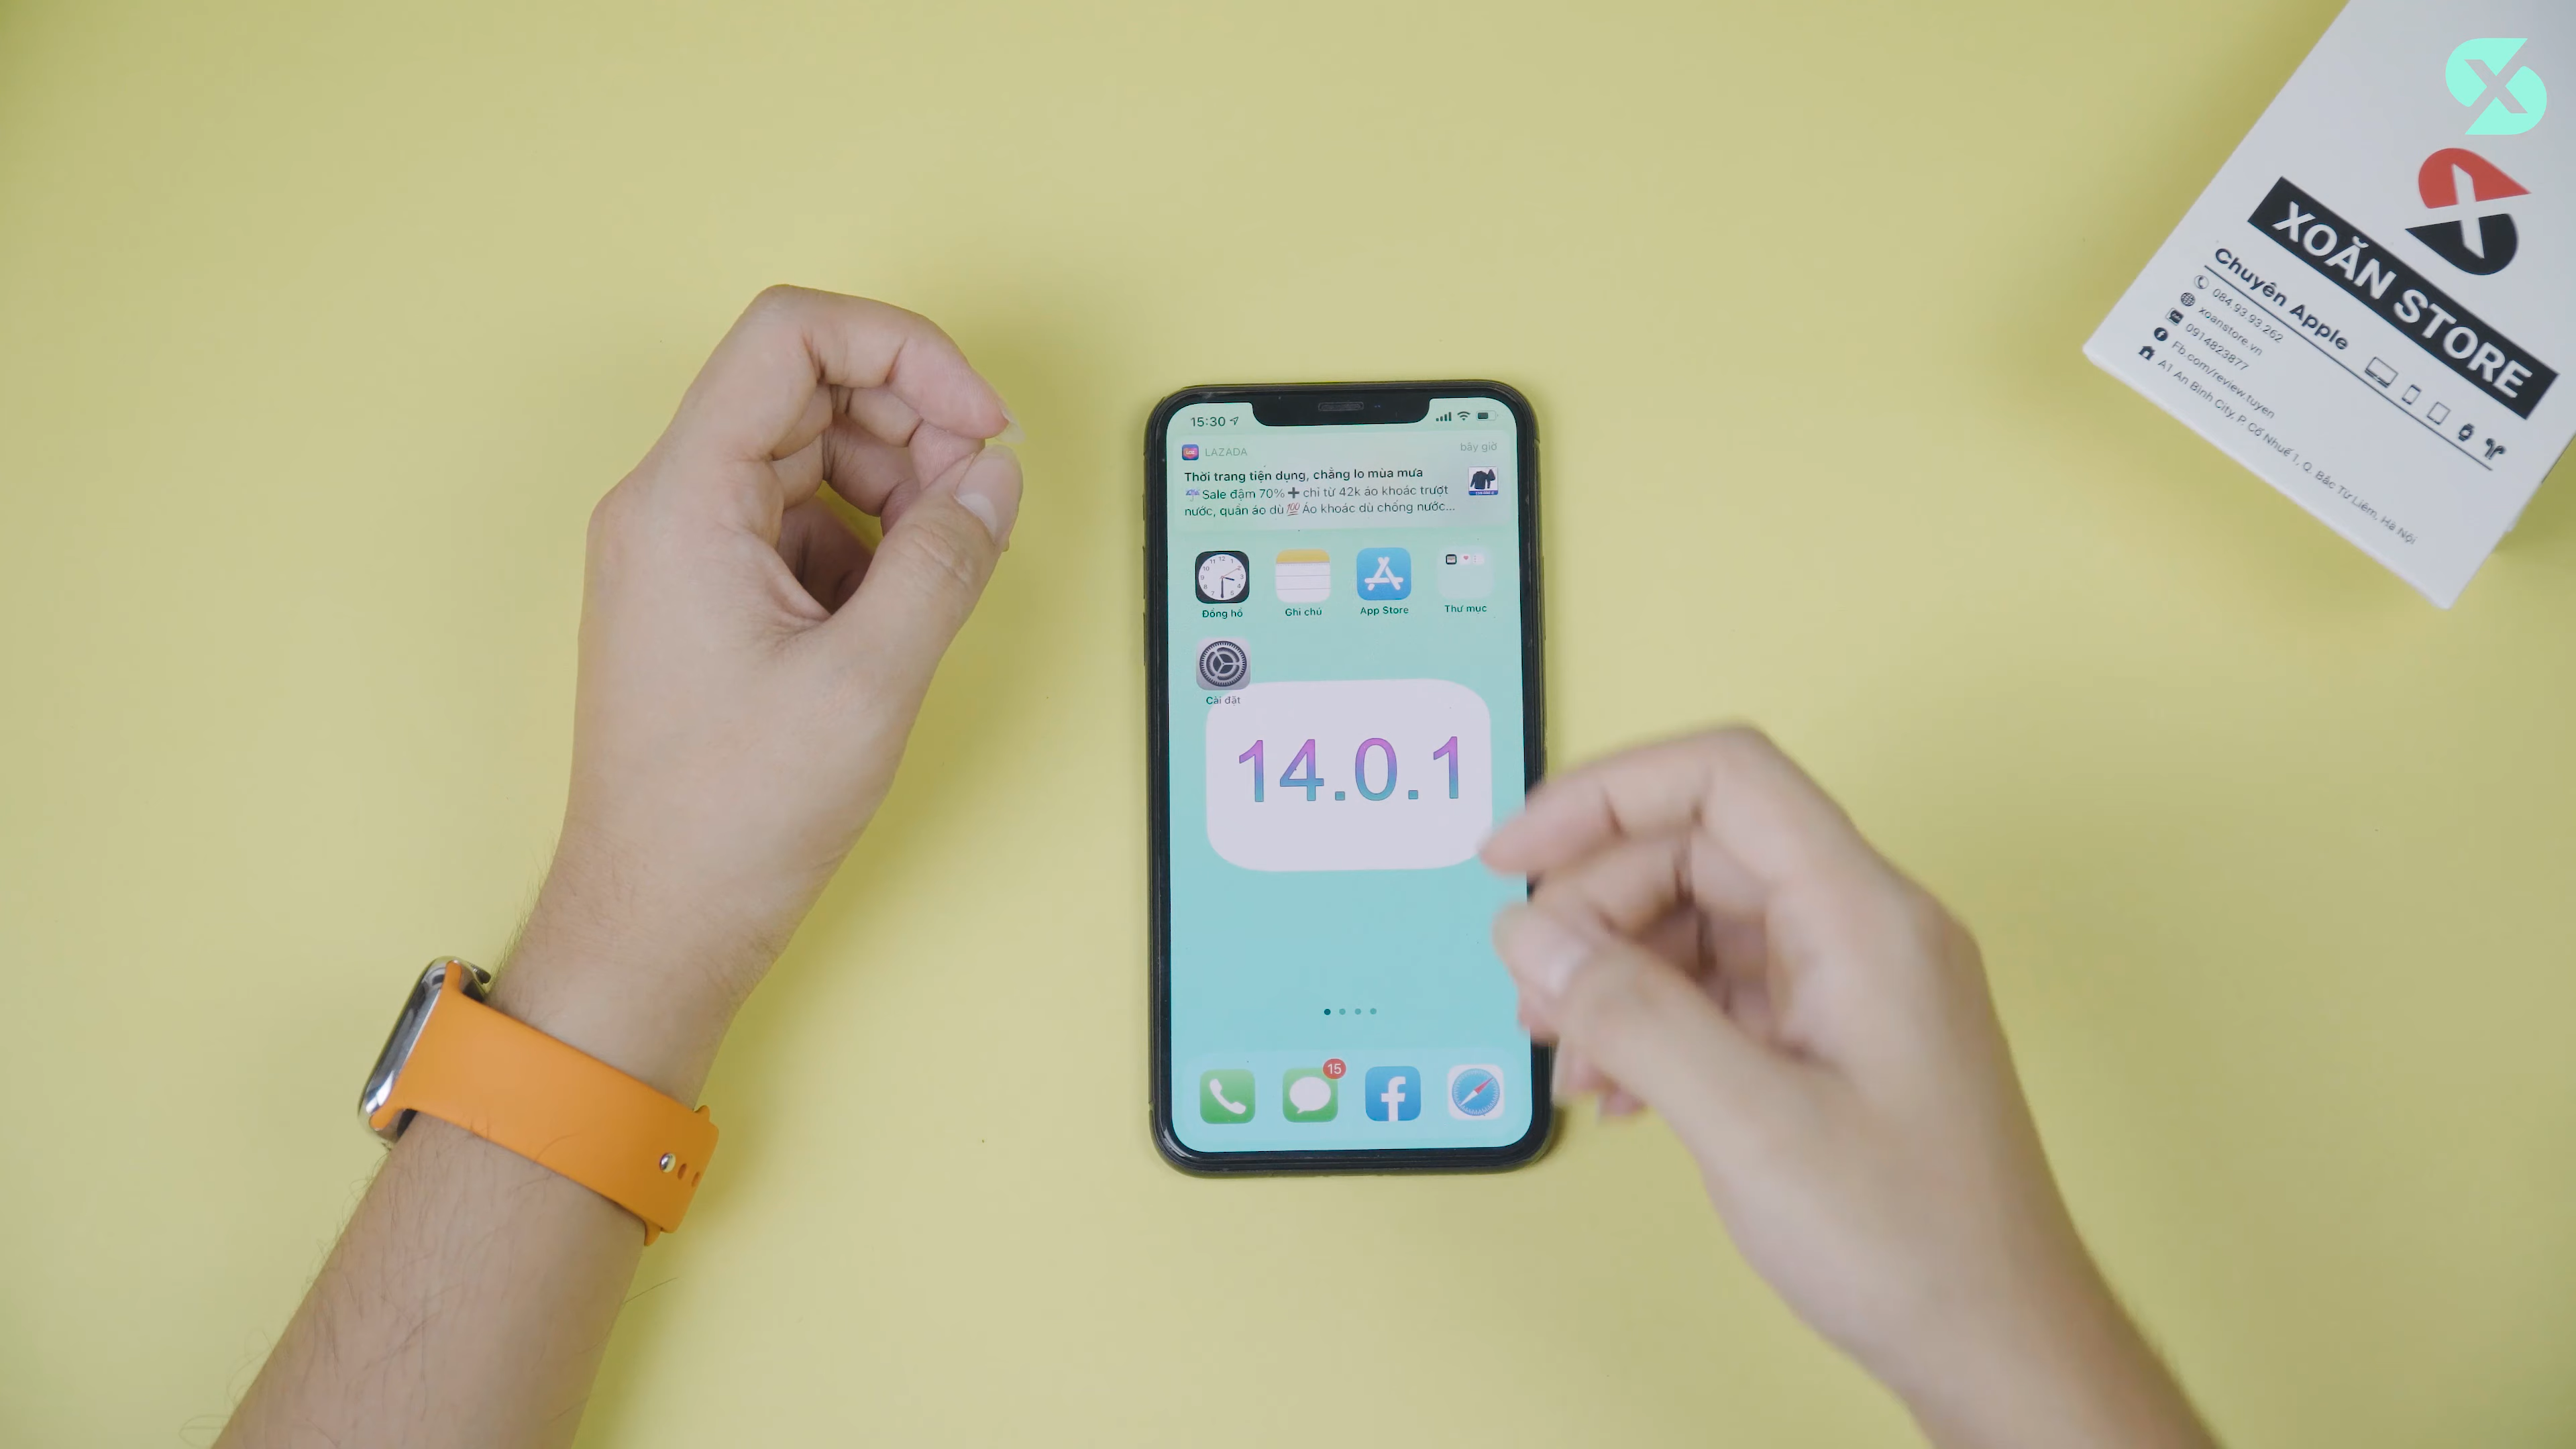 XOĂN STORE
Chuyên Apple
084.93.93.262
xoanstore.vn
0914823877
Fb.com/review.tuyen
A1 An Bình City, P. Cổ Nhuế 1, Q. Bắc Từ Liêm, Hà Nội
15:30
LAZADA
bây giờ
Thời trang tiện dụng, chẳng lo mùa mưa
☔Sale đậm 70%➕chỉ từ 42k áo khoác trượt
nước, quần áo dù💯Áo khoác dù chống nước...
Đồng hồ
Ghi chú
App Store
Thư mục
Cài đặt
14.0.1
15